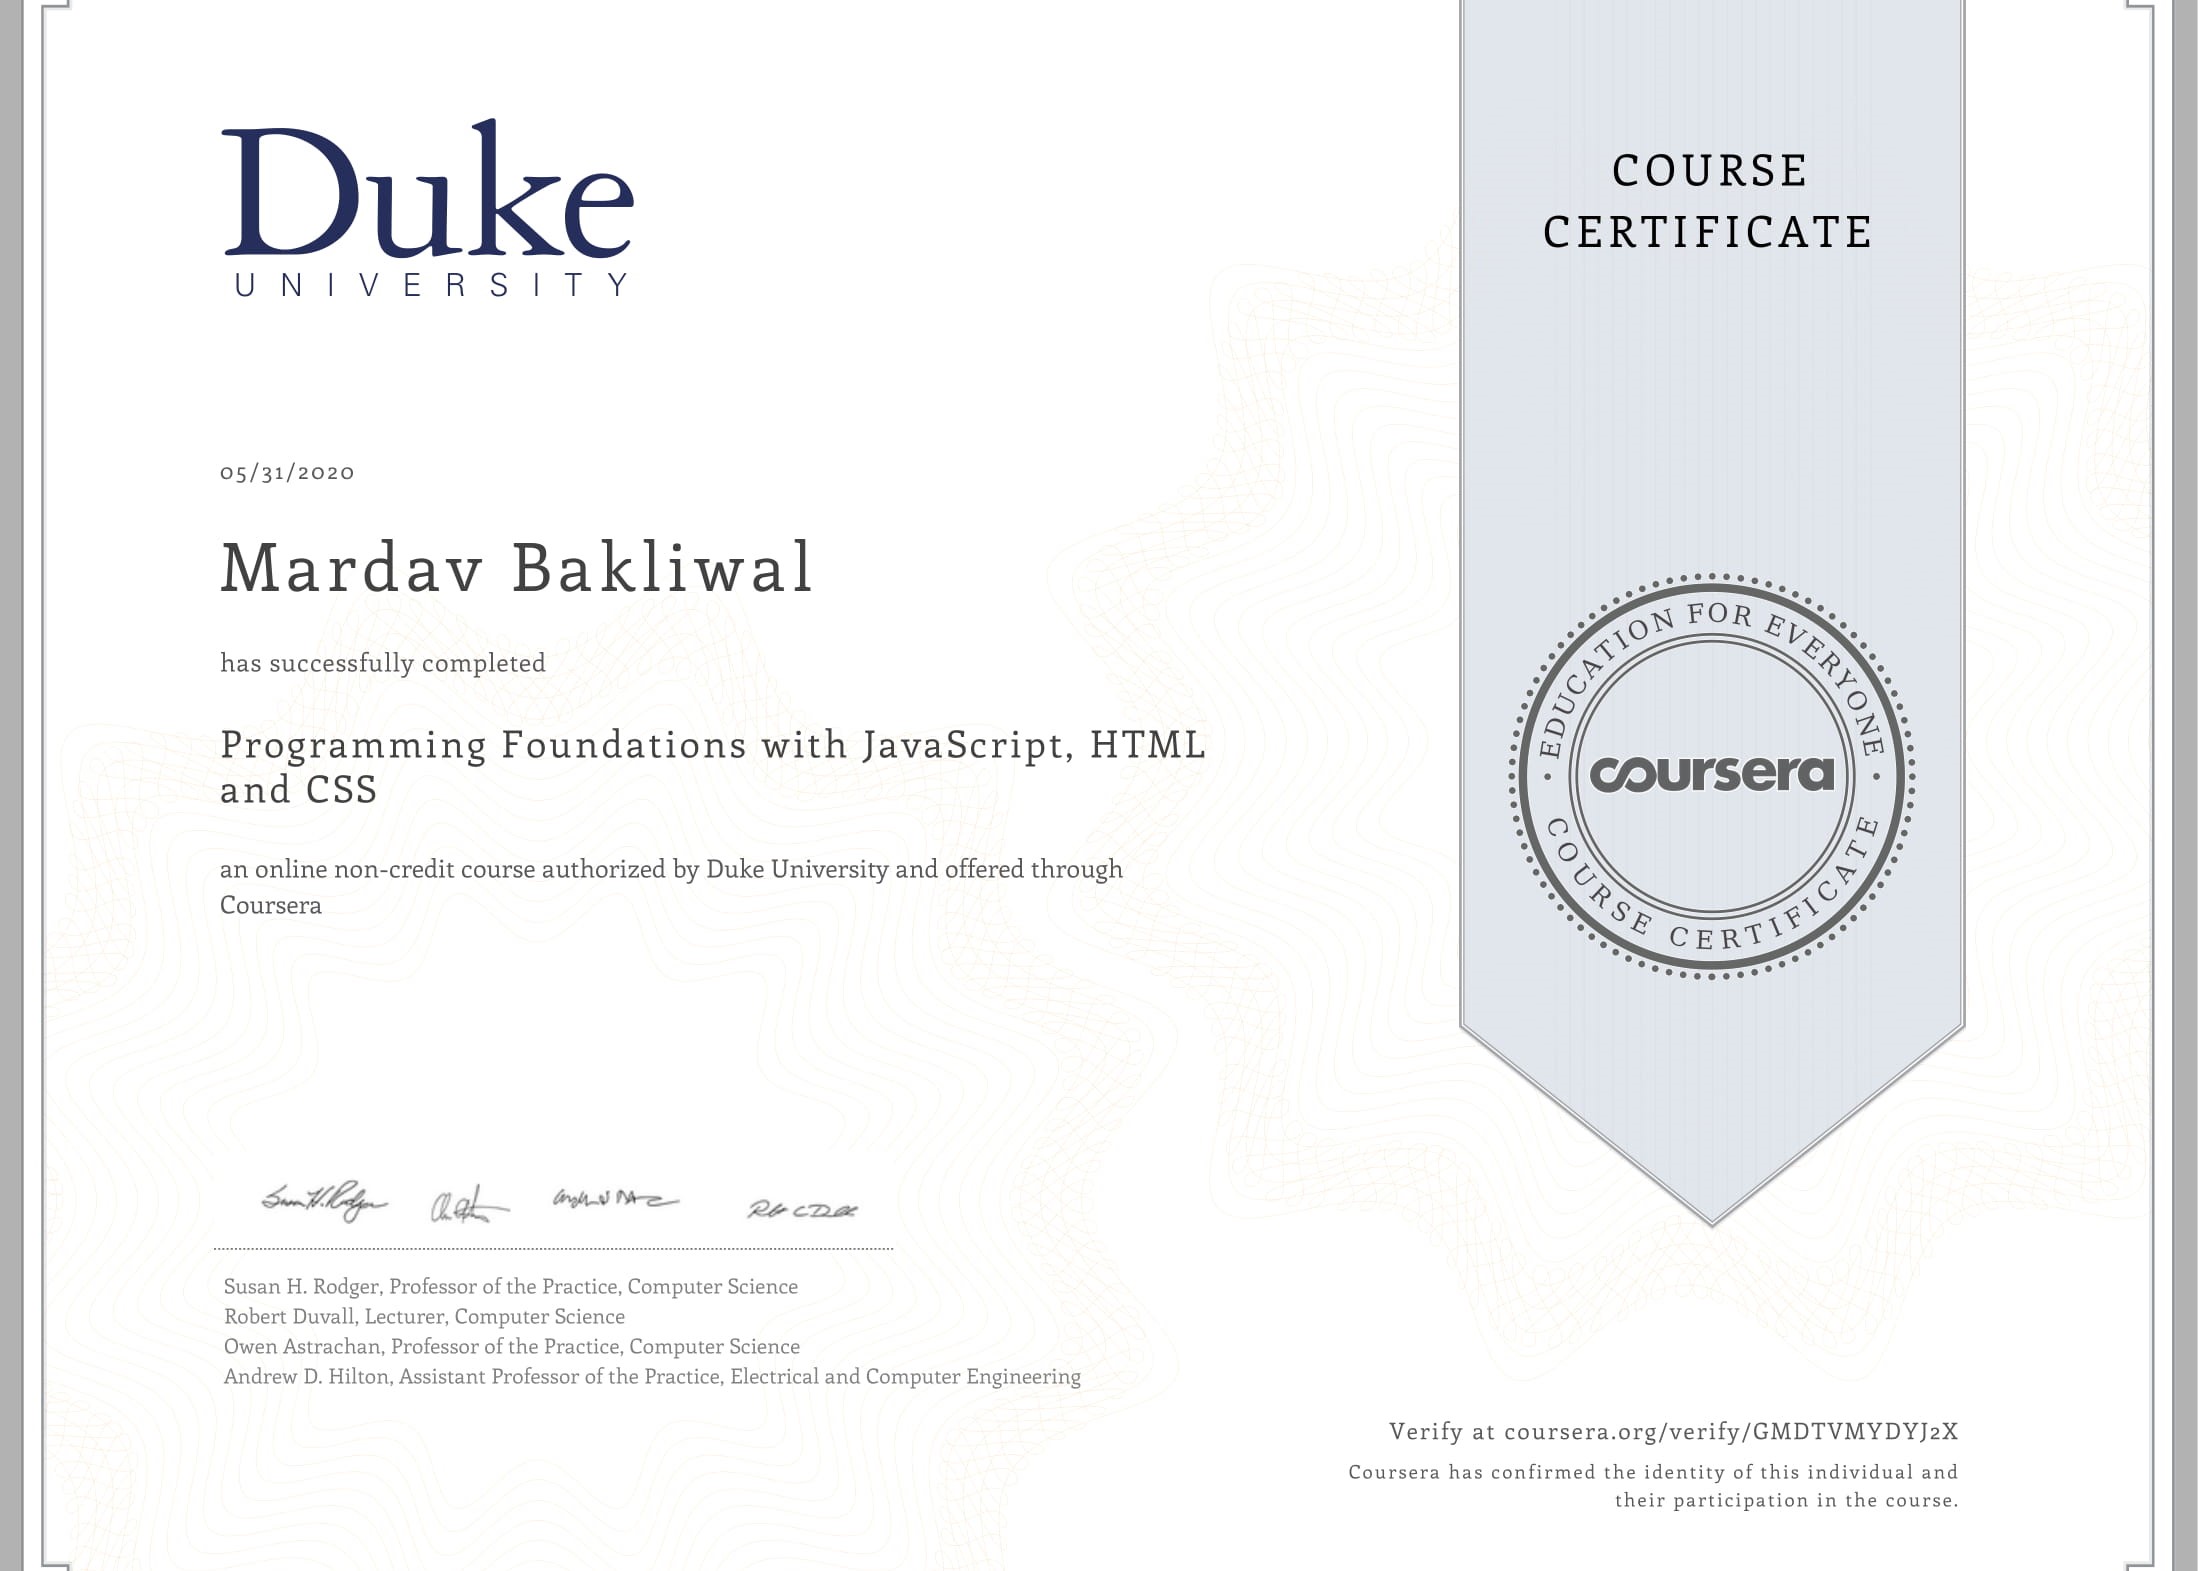 Duke
UNIVERSITY
COURSE
CERTIFICATE
05/31/2020
Mardav Bakliwal
has successfully completed
Programming Foundations with JavaScript, HTML
and CSS
an online non-credit course authorized by Duke University and offered through
Coursera
EDUCATION FOR EVERYONE
coursera
COURSE CERTIFICATE
Susan H. Rodger, Professor of the Practice, Computer Science
Robert Duvall, Lecturer, Computer Science
Owen Astrachan, Professor of the Practice, Computer Science
Andrew D. Hilton, Assistant Professor of the Practice, Electrical and Computer Engineering
Verify at coursera.org/verify/GMDTVMYDYJ2X
Coursera has confirmed the identity of this individual and
their participation in the course.